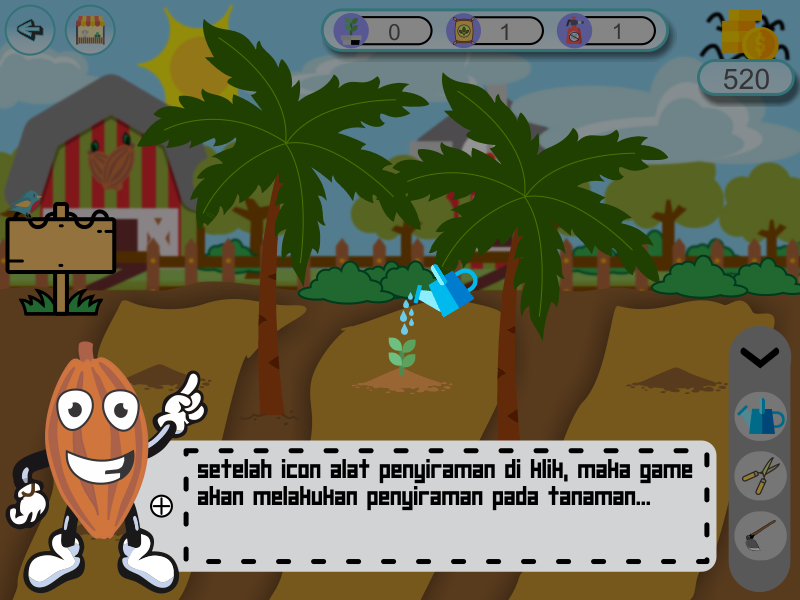 0
1
1
520
setelah icon alat penyiraman di klik, maka game
akan melakukan penyiraman pada tanaman...